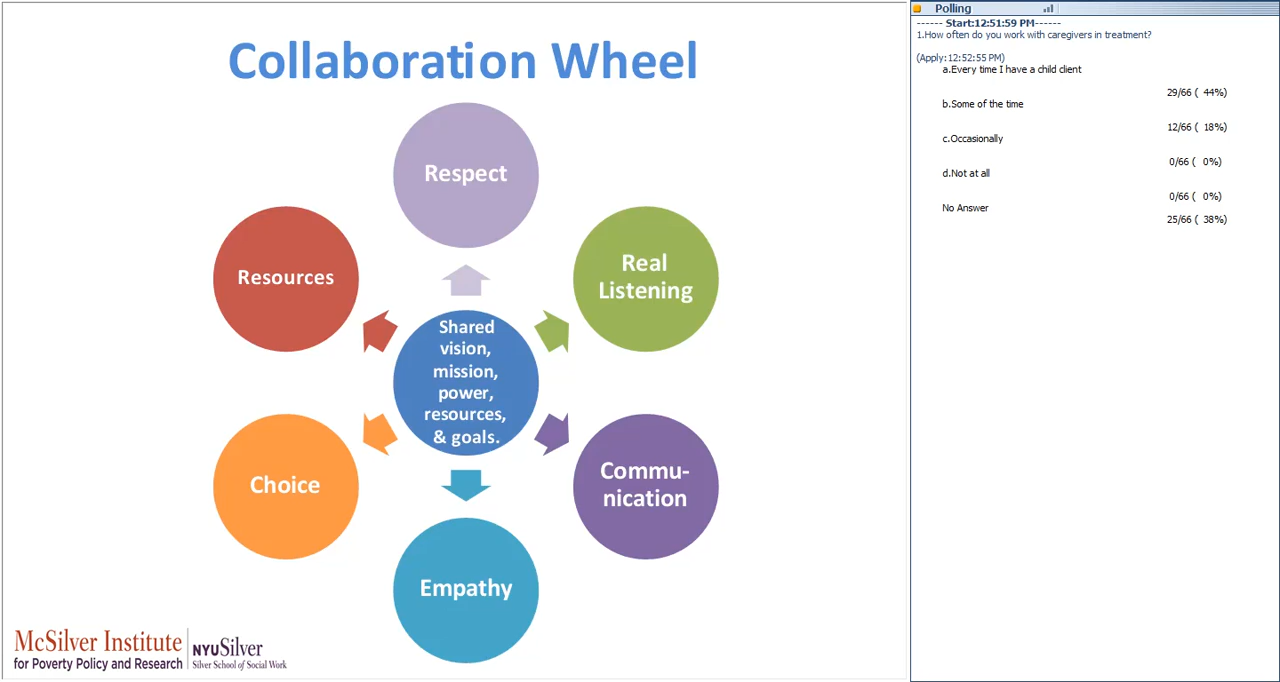 Collaboration Wheel
Respect
Real
Listening
Commu-
nication
Empathy
Choice
Resources
Shared
vision,
mission,
power,
resources,
& goals.
McSilver Institute
for Poverty Policy and Research
NYUSilver
Silver School of Social Work
Polling
------ Start:12:51:59 PM------
1.How often do you work with caregivers in treatment?
(Apply:12:52:55 PM)
a.Every time I have a child client
29/66 ( 44%)
b.Some of the time
12/66 ( 18%)
c.Occasionally
0/66 ( 0%)
d.Not at all
0/66 ( 0%)
No Answer
25/66 ( 38%)